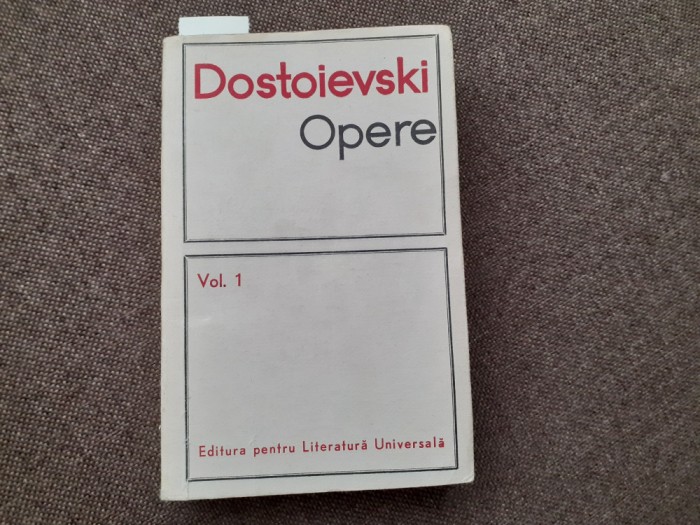 Dostoievski
Opere
Vol. 1
Editura pentru Literatură Universală